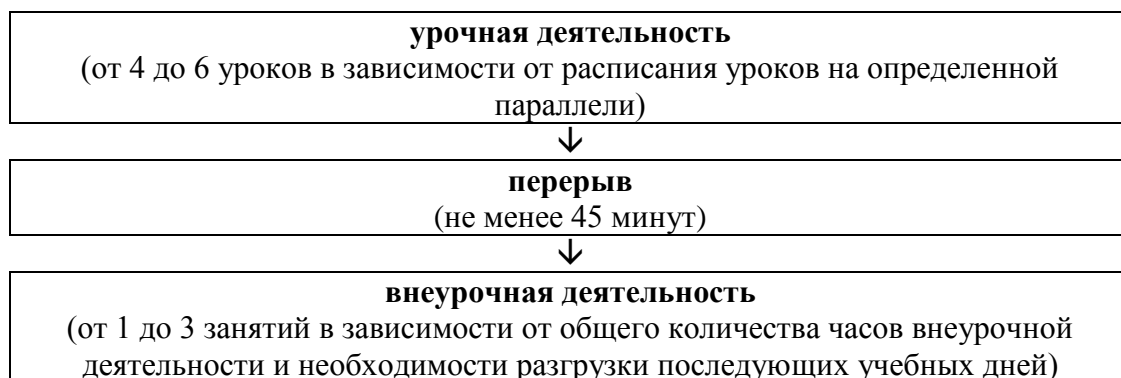 урочная деятельность
(от 4 до 6 уроков в зависимости от расписания уроков на определенной
параллели)
перерыв
(не менее 45 минут)
внеурочная деятельность
(от 1 до 3 занятий в зависимости от общего количества часов внеурочной
деятельности и необходимости разгрузки последующих учебных дней)